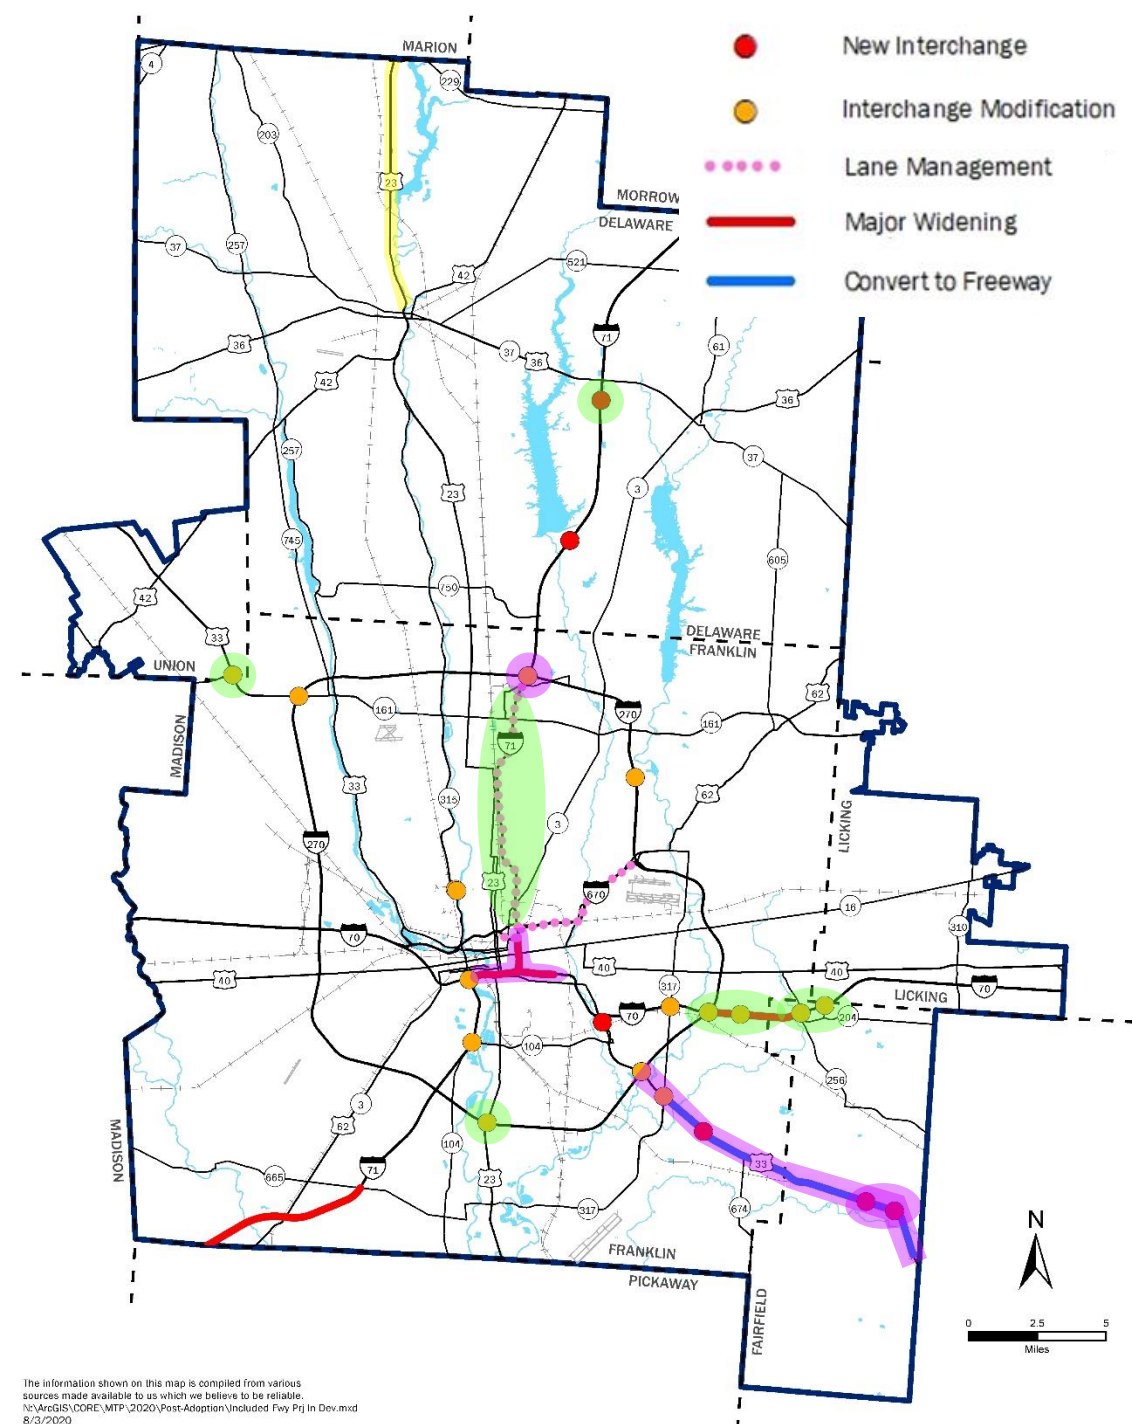 MARION
New Interchange
4
229
Interchange Modification
203
Lane Management
23
MORROW
DELAWARE
Major Widening
37
257
521
42
Convert to Freeway
71
36
37
36
61
42
36
257
37
23
3
745
605
42
750
33
UNION
DELAWARE
FRANKLIN
62
161
270
161
MADISON
71
33
315
62
3
270
LICKING
23
670
16
310
70
40
40
40
317
70
LICKING
70
204
104
256
3
62
MADISON
104
33
71
665
23
317
674
N
FRANKLIN
PICKAWAY
FAIRFIELD
0 2.5 5
Miles
The information shown on this map is compiled from various
sources made available to us which we believe to be reliable.
N:\ArcGIS\CORE\MTP\2020\Post-Adoption\Included Fwy Prj In Dev.mxd
8/3/2020